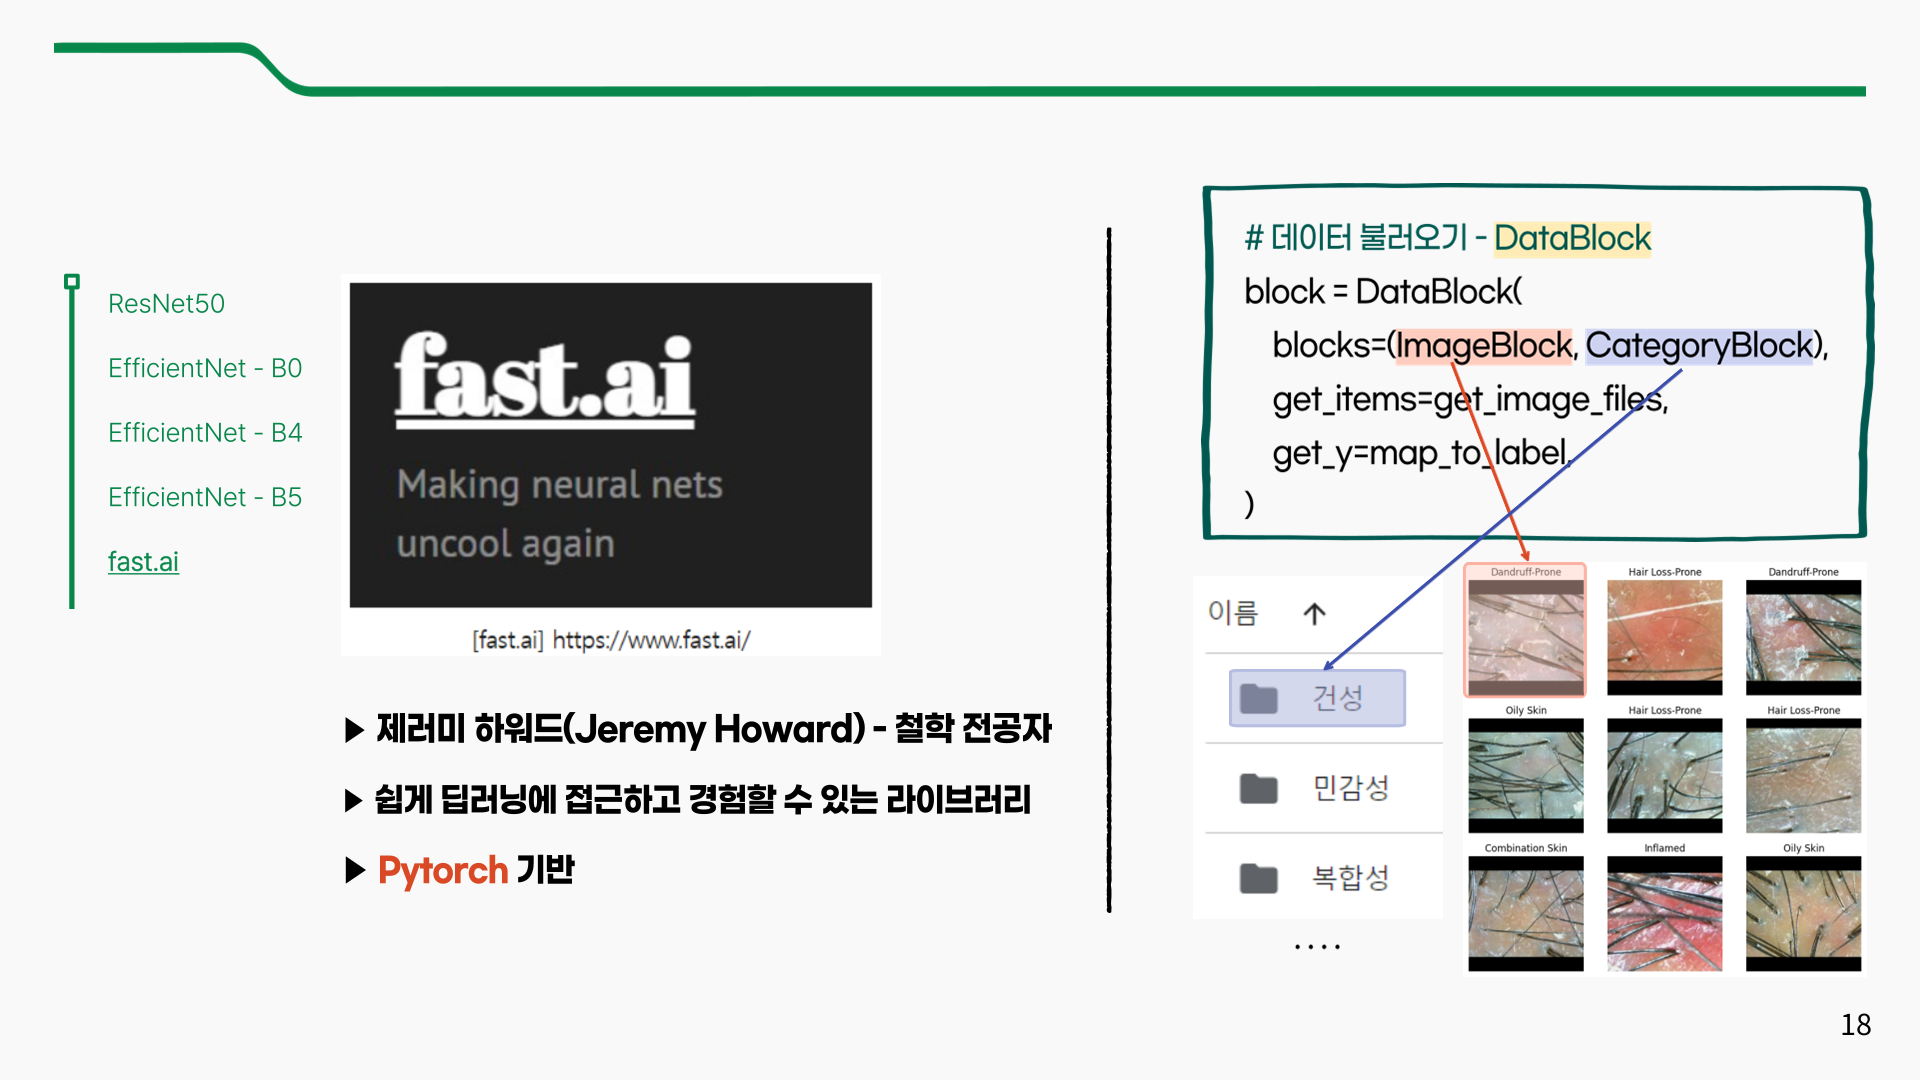 ResNet50
EfficientNet - B0
EfficientNet - B4
EfficientNet - B5
fast.ai
fast.ai
Making neural nets
uncool again
[fast.ai] https://www.fast.ai/
▶ 제러미 하워드(Jeremy Howard) - 철학 전공자
▶ 쉽게 딥러닝에 접근하고 경험할 수 있는 라이브러리
▶ Pytorch 기반
# 데이터 불러오기 - DataBlock
block = DataBlock(
blocks=(ImageBlock, CategoryBlock),
get_items=get_image_files,
get_y=map_to_label,
)
이름 ↑
건성
민감성
복합성
....
Dandruff-Prone Hair Loss-Prone Dandruff-Prone
Oily Skin Hair Loss-Prone Hair Loss-Prone
Combination Skin Inflamed Oily Skin
18